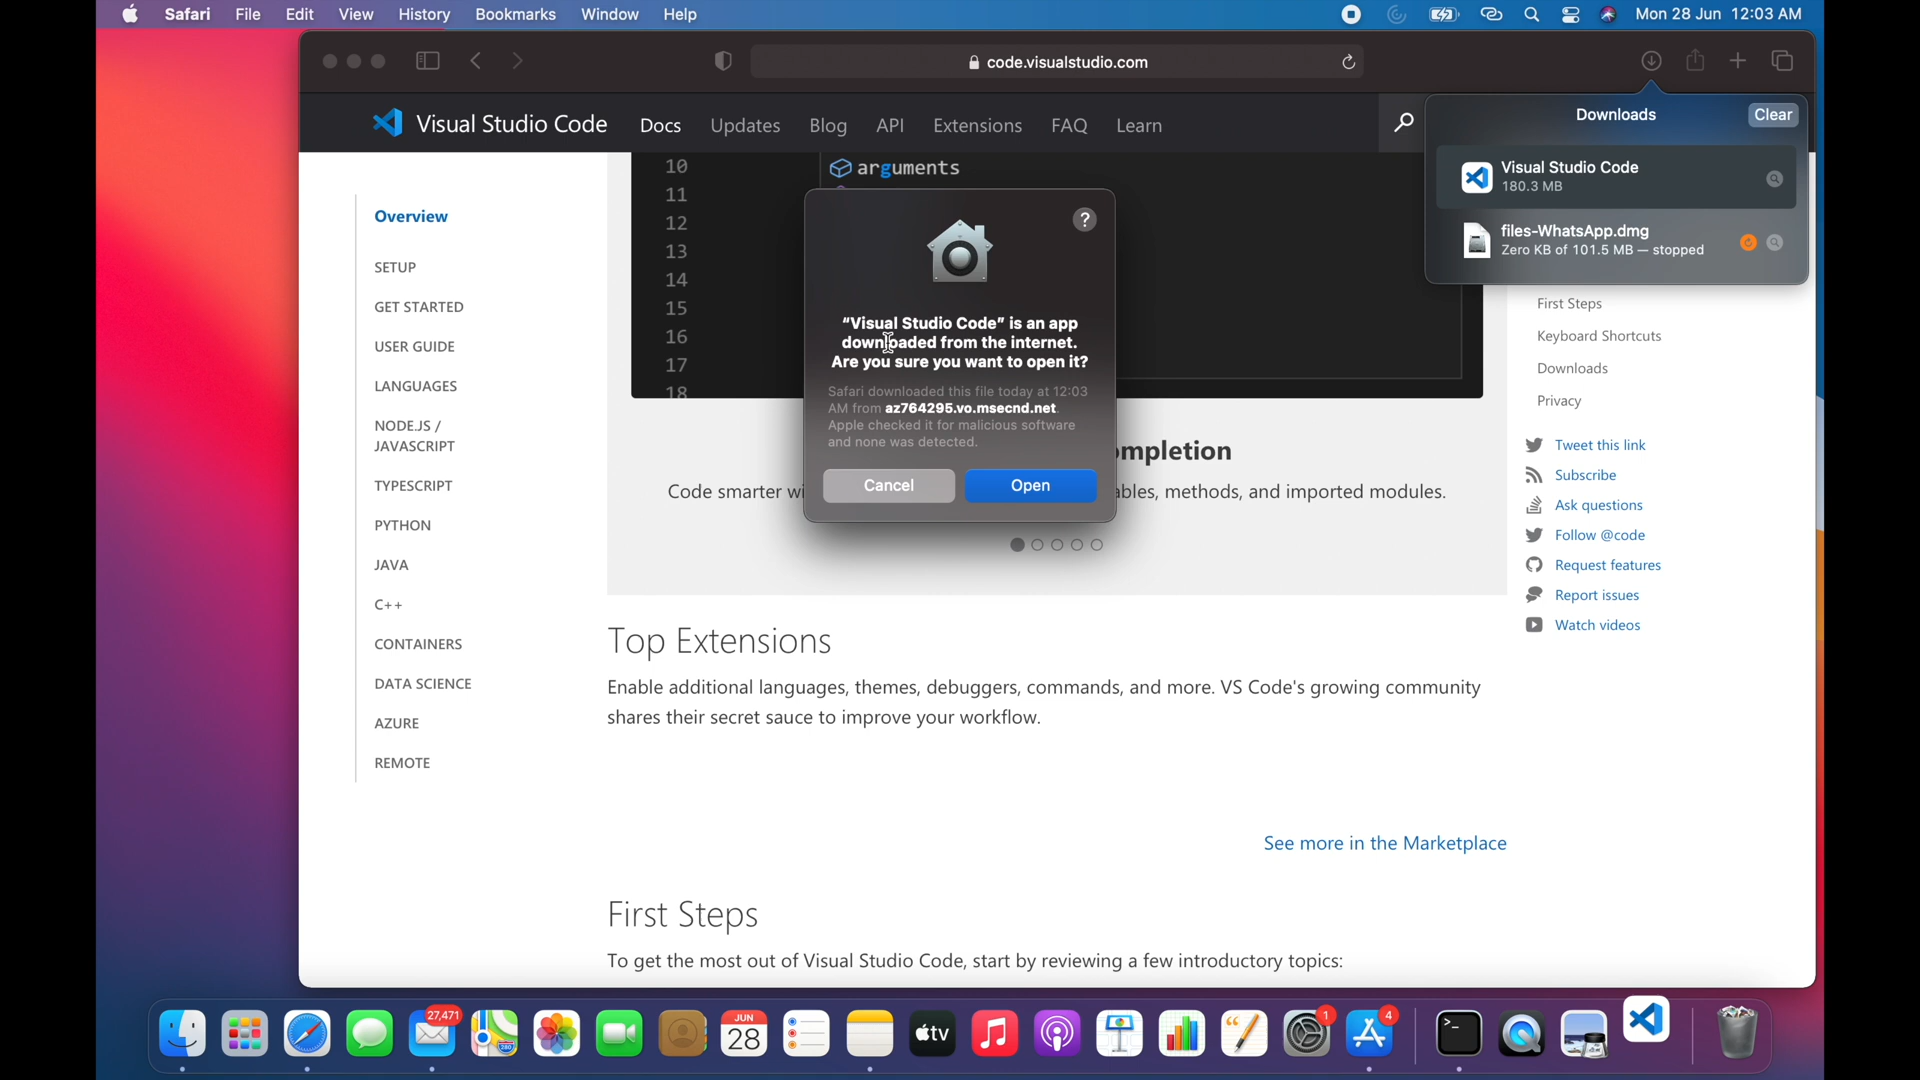 Safari File Edit View History Bookmarks Window Help Mon 28 Jun 12:03 AM
code.visualstudio.com
Visual Studio Code Docs Updates Blog API Extensions FAQ Learn
Downloads Clear
Visual Studio Code
180.3 MB
files-WhatsApp.dmg
Zero KB of 101.5 MB — stopped
Overview
SETUP
GET STARTED
USER GUIDE
LANGUAGES
NODE.JS /
JAVASCRIPT
TYPESCRIPT
PYTHON
JAVA
C++
CONTAINERS
DATA SCIENCE
AZURE
REMOTE
10 arguments
11
12
13
14
15
16
17
18
?
“Visual Studio Code” is an app
downloaded from the internet.
Are you sure you want to open it?
Safari downloaded this file today at 12:03
AM from az764295.vo.msecnd.net.
Apple checked it for malicious software
and none was detected.
Cancel Open
mpletion
Code smarter wi bles, methods, and imported modules.
Top Extensions
Enable additional languages, themes, debuggers, commands, and more. VS Code's growing community
shares their secret sauce to improve your workflow.
See more in the Marketplace
First Steps
To get the most out of Visual Studio Code, start by reviewing a few introductory topics:
First Steps
Keyboard Shortcuts
Downloads
Privacy
Tweet this link
Subscribe
Ask questions
Follow @code
Request features
Report issues
Watch videos
27,471
JUN
28
tv
1
4
>_
280